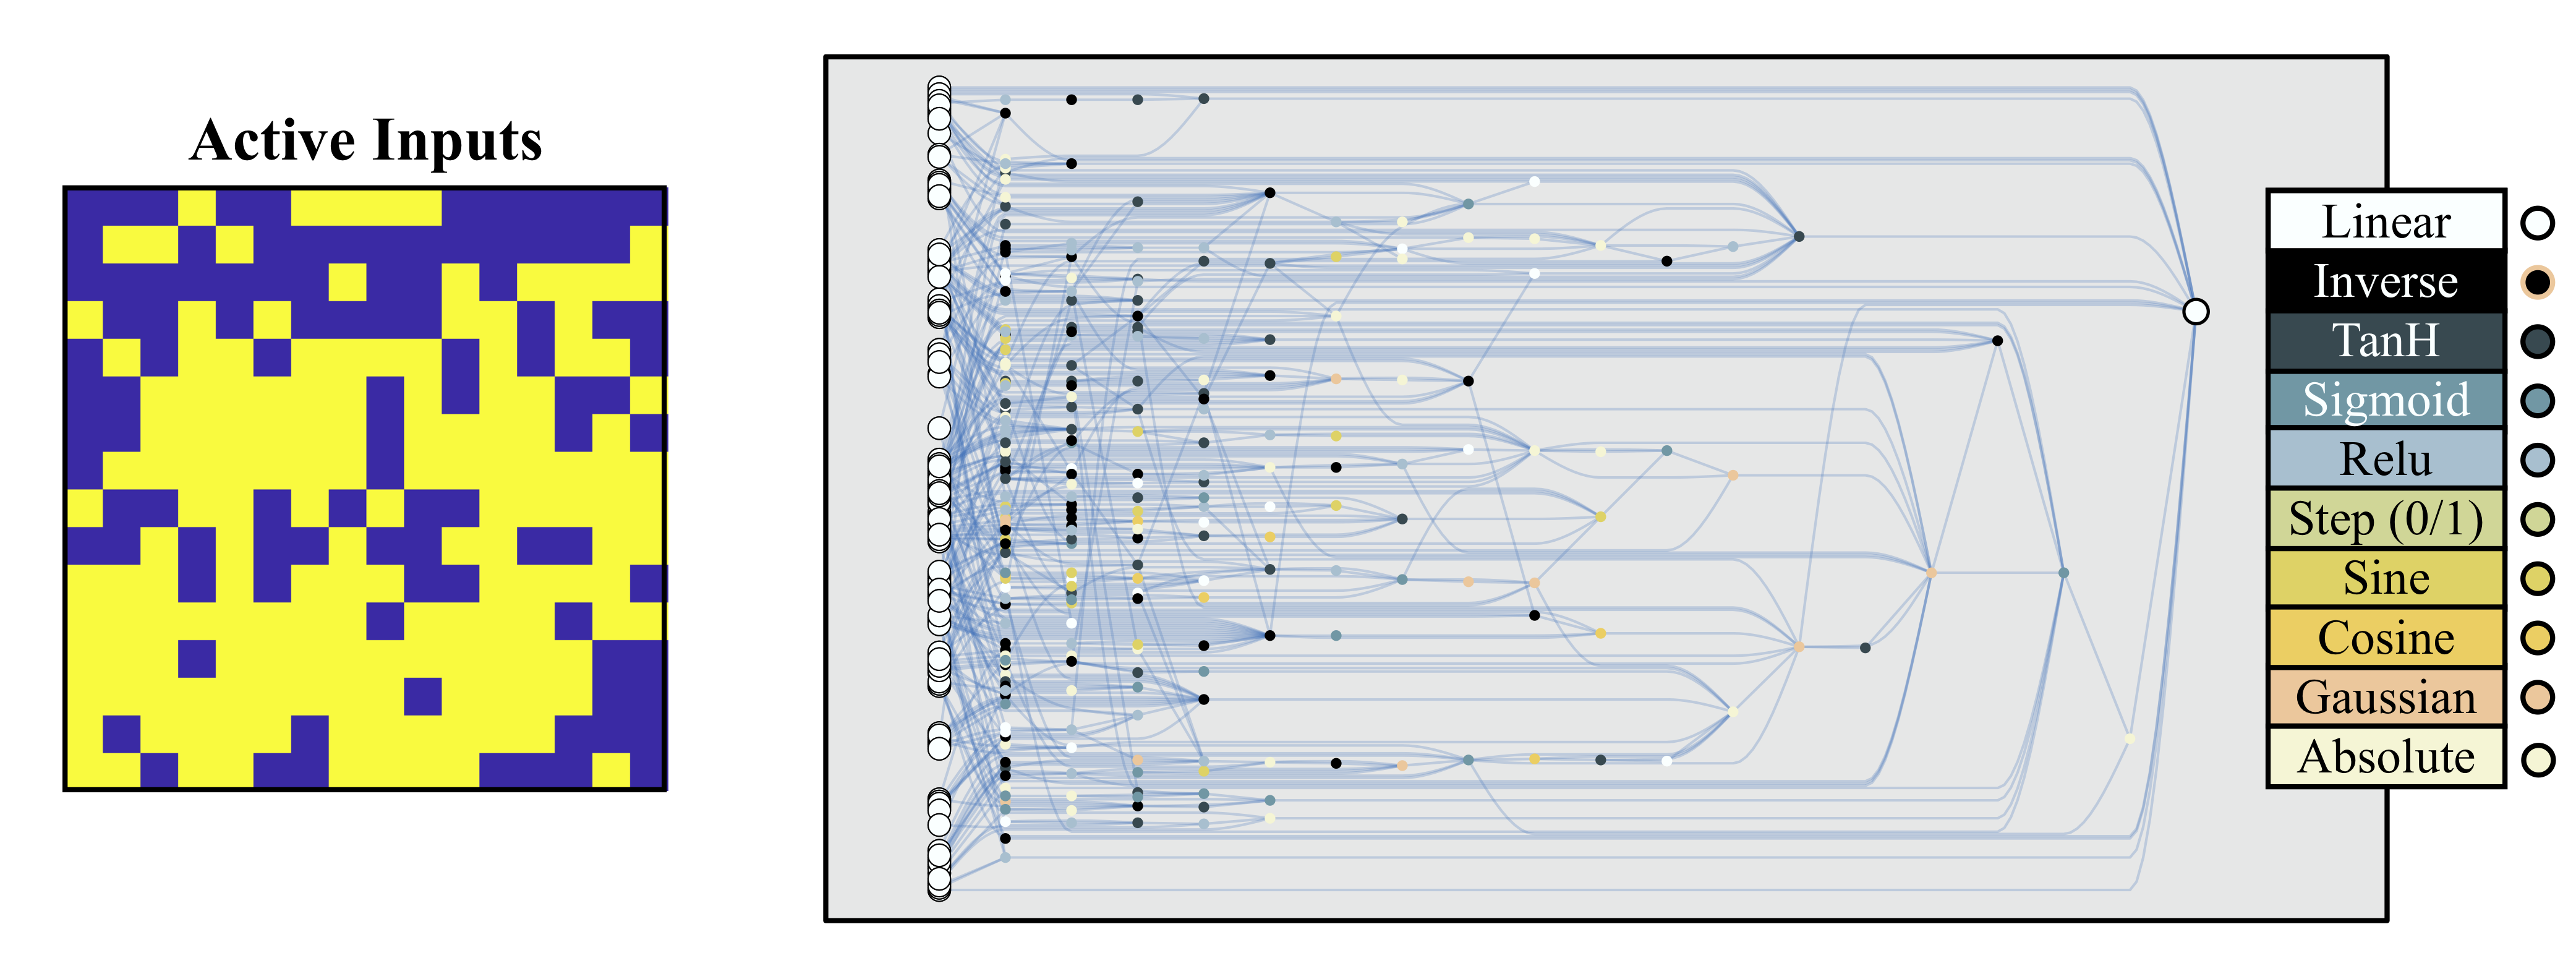 Active Inputs
Linear
Inverse
TanH
Sigmoid
Relu
Step (0/1)
Sine
Cosine
Gaussian
Absolute